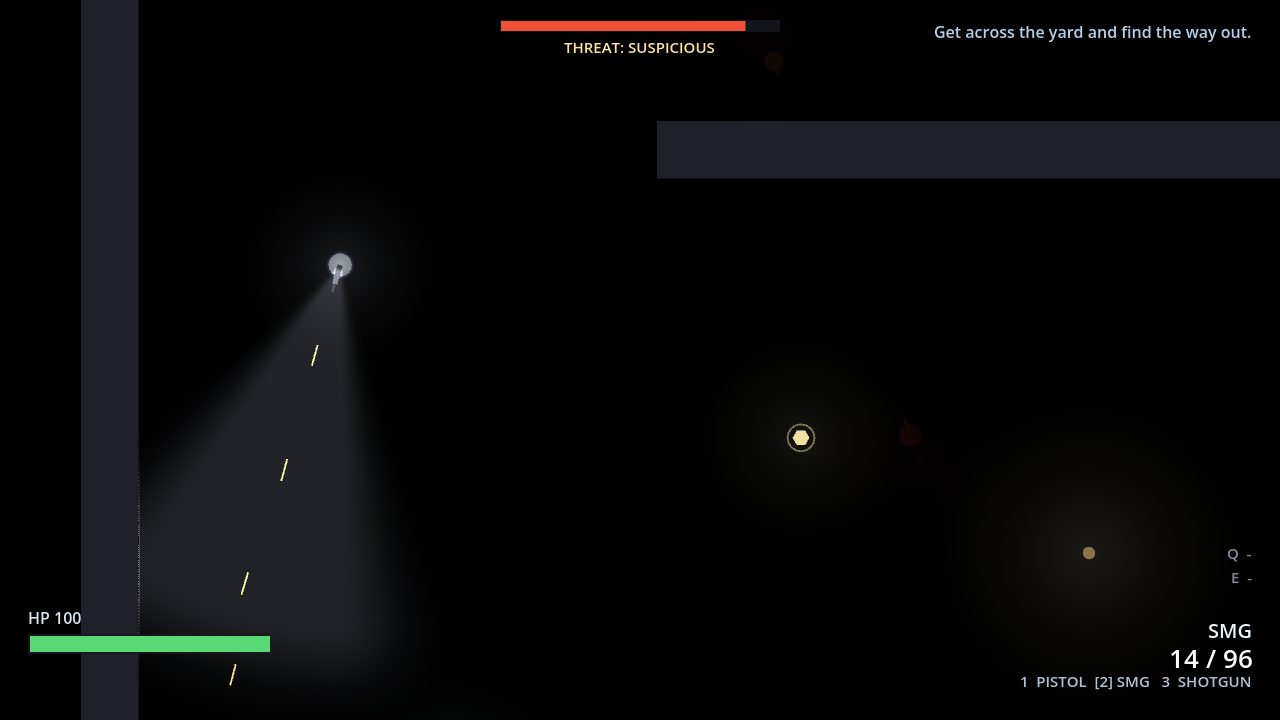 THREAT: SUSPICIOUS
Get across the yard and find the way out.
Q -
E -
HP 100
SMG
14 / 96
1 PISTOL [2] SMG 3 SHOTGUN